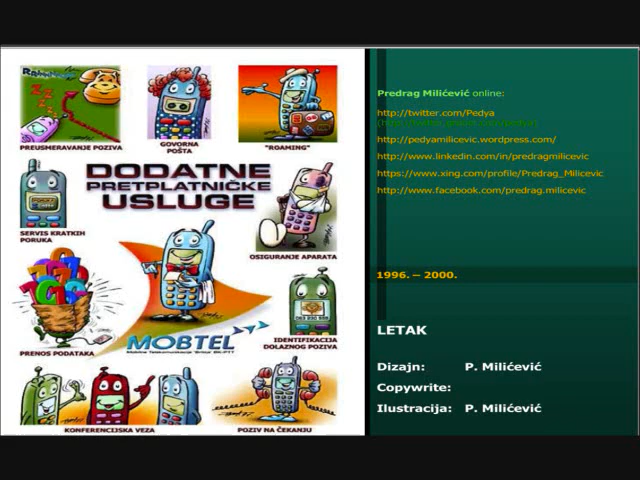 PREUSMERAVANJE POZIVA
GOVORNA
POŠTA
"ROAMING"
DODATNE
PRETPLATNIČKE
USLUGE
SERVIS KRATKIH
PORUKA
OSIGURANJE APARATA
PRENOS PODATAKA
MOBTEL
IDENTIFIKACIJA
DOLAZNOG POZIVA
KONFERENCIJSKA VEZA
POZIV NA ČEKANJU
Predrag Milićević online:
http://twitter.com/Pedya
http://pedyamilicevic.wordpress.com/
http://www.linkedin.com/in/predragmilicevic
https://www.xing.com/profile/Predrag_Milicevic
http://www.facebook.com/predrag.milicevic
1996. – 2000.
LETAK
Dizajn: P. Milićević
Copywrite:
Ilustracija: P. Milićević